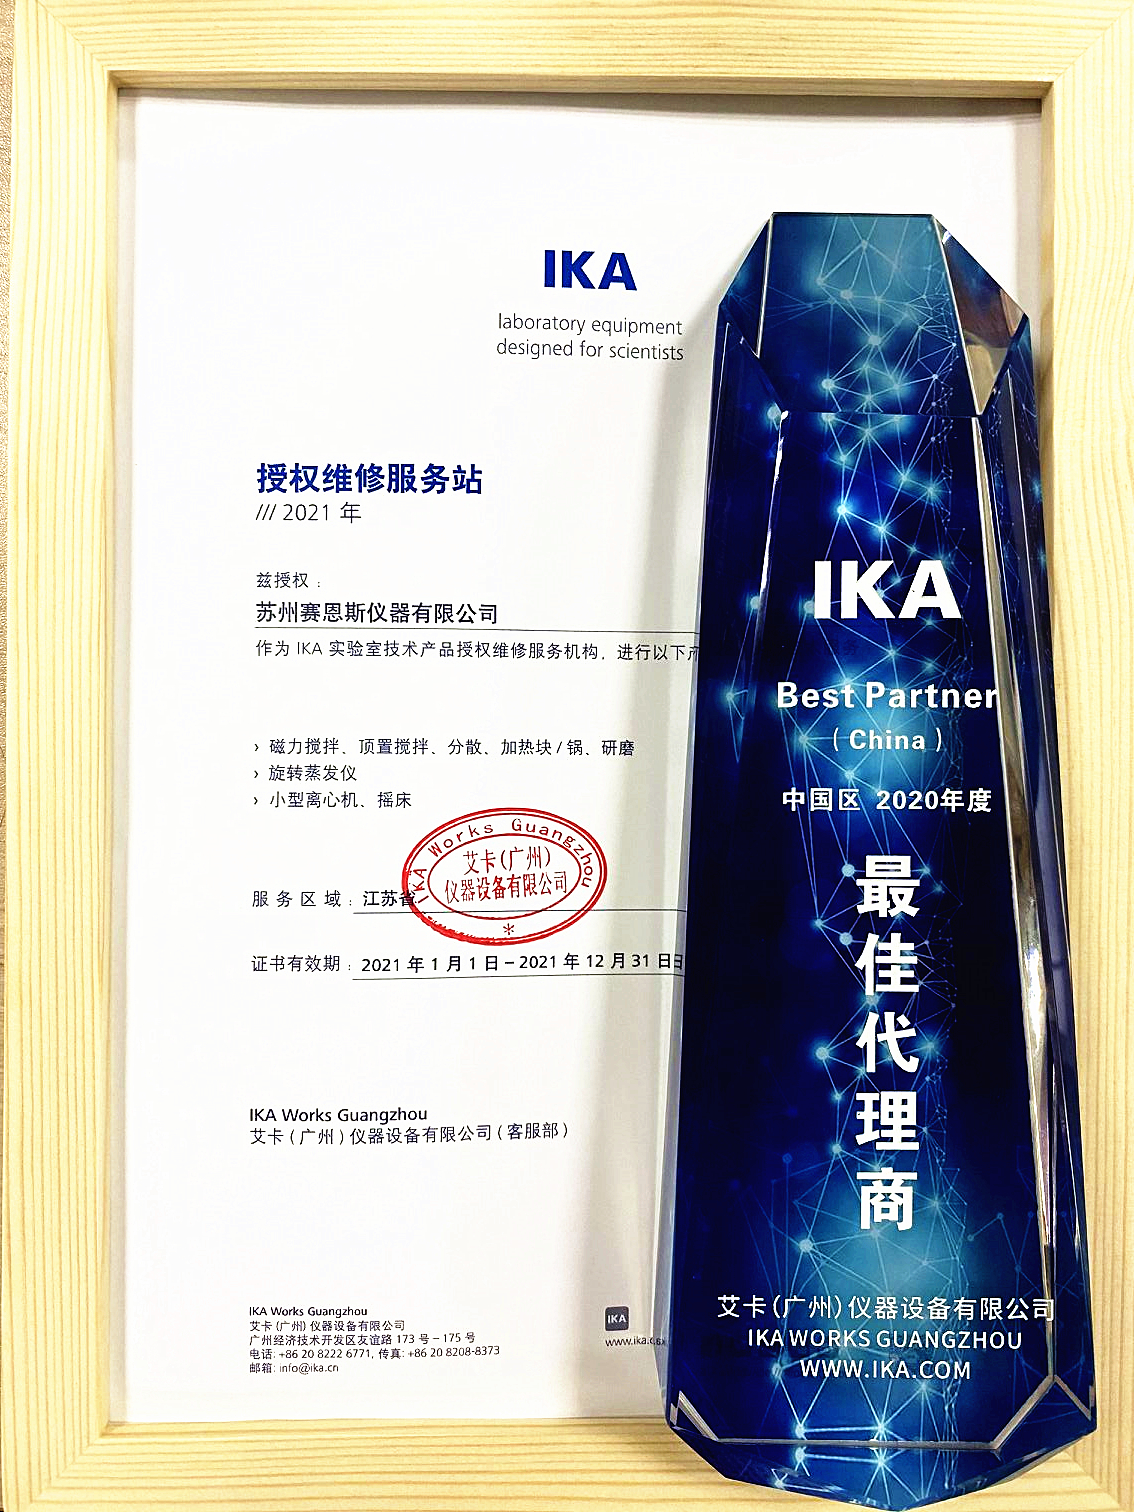 IKA
laboratory equipment
designed for scientists
授权维修服务站
/// 2021 年
兹授权：
苏州赛恩斯仪器有限公司
作为 IKA 实验室技术产品授权维修服务机构，进行以下
› 磁力搅拌、顶置搅拌、分散、加热块 / 锅、研磨
› 旋转蒸发仪
› 小型离心机、摇床
IKA Works Guangzhou
艾卡（广州）
仪器设备有限公司
*
服 务 区 域：江苏省
证书有效期：2021 年 1 月 1 日 – 2021 年 12 月 31 日
IKA Works Guangzhou
艾卡 ( 广州 ) 仪器设备有限公司 ( 客服部 )
IKA Works Guangzhou
艾卡 (广州) 仪器设备有限公司
广州经济技术开发区友谊路 173 号 – 175 号
电话: +86 20 8222 6771, 传真: +86 20 8208-8373
邮箱: info@ika.cn
IKA
www.ika.c
IKA
Best Partner
( China )
中国区 2020年度
最佳代理商
艾卡(广州)仪器设备有限公司
IKA WORKS GUANGZHOU
WWW.IKA.COM